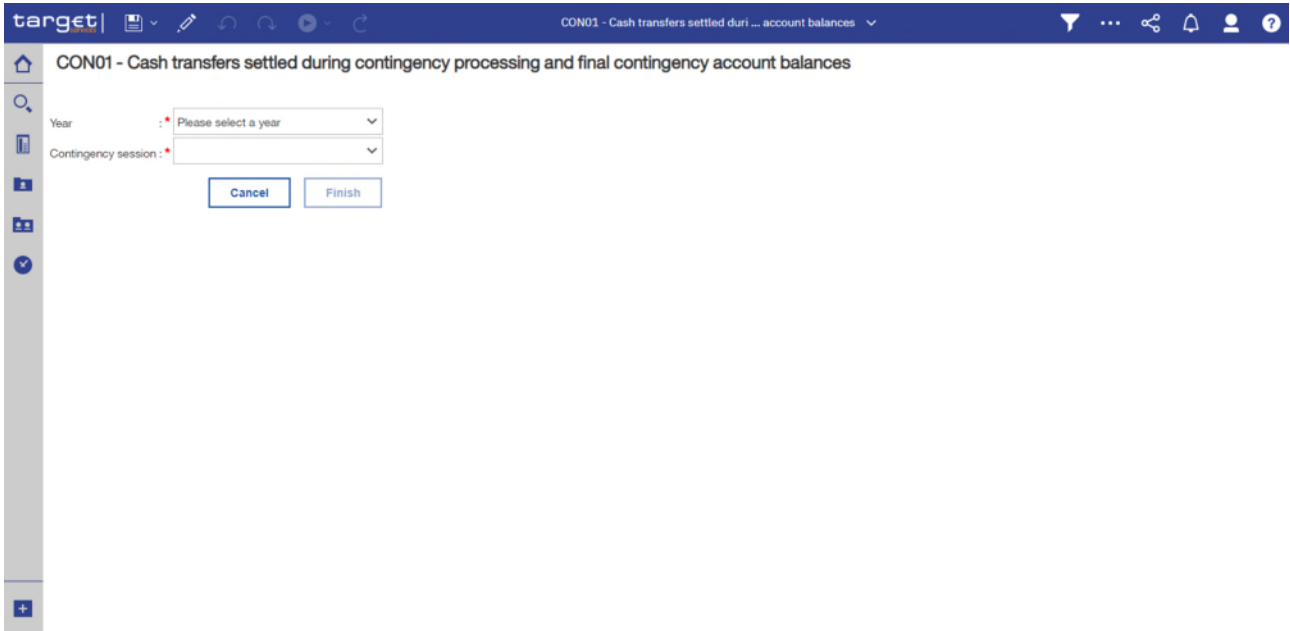 target|
services
CON01 - Cash transfers settled duri ... account balances
CON01 - Cash transfers settled during contingency processing and final contingency account balances
Year : * Please select a year
Contingency session : *
Cancel Finish